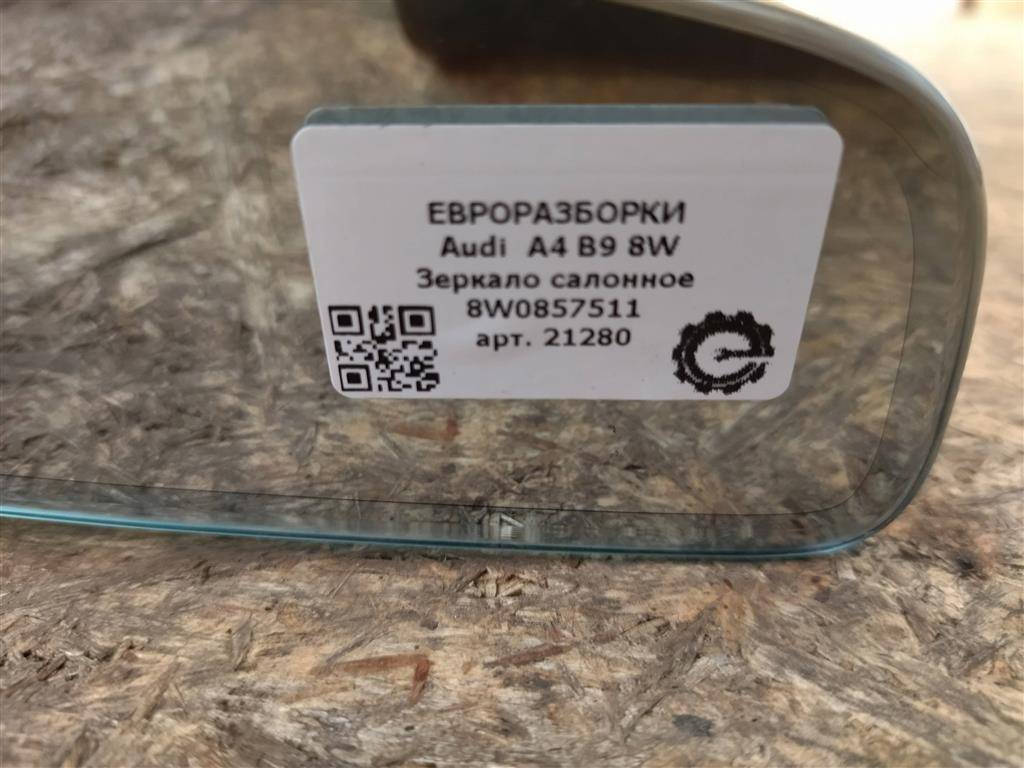 ЕВРОРАЗБОРКИ
Audi A4 B9 8W
Зеркало салонное
8W0857511
арт. 21280